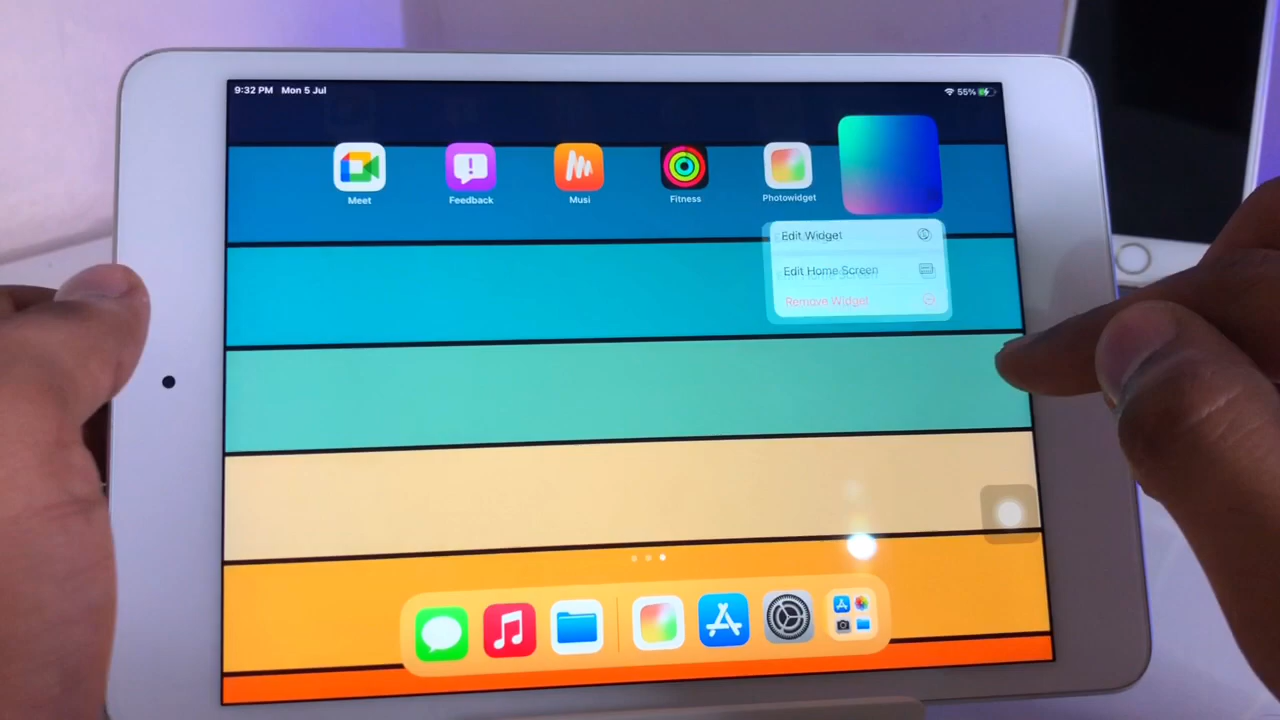 9:32 PM Mon 5 Jul
55%
Meet
Feedback
Musi
Fitness
Photowidget
Edit Widget
Edit Home Screen
Remove Widget